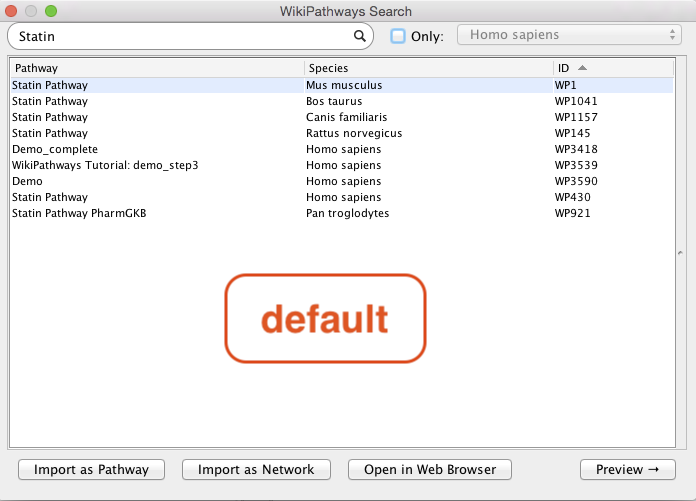 WikiPathways Search
Statin Only: Homo sapiens
Pathway Species ID
Statin Pathway Mus musculus WP1
Statin Pathway Bos taurus WP1041
Statin Pathway Canis familiaris WP1157
Statin Pathway Rattus norvegicus WP145
Demo_complete Homo sapiens WP3418
WikiPathways Tutorial: demo_step3 Homo sapiens WP3539
Demo Homo sapiens WP3590
Statin Pathway Homo sapiens WP430
Statin Pathway PharmGKB Pan troglodytes WP921
default
Import as Pathway Import as Network Open in Web Browser Preview →